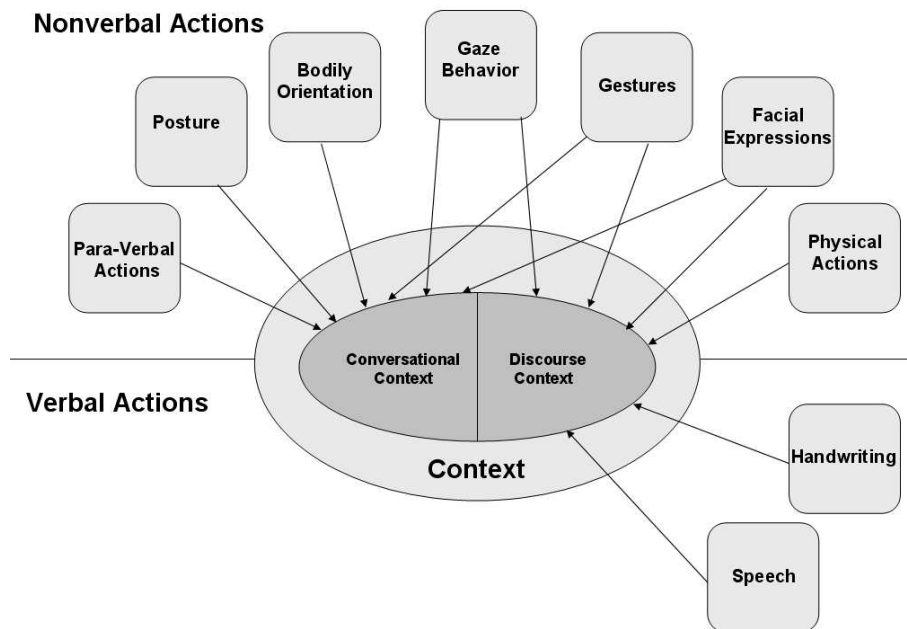 Nonverbal Actions
Bodily
Orientation
Gaze
Behavior
Gestures
Posture
Facial
Expressions
Para-Verbal
Actions
Physical
Actions
Conversational
Context
Discourse
Context
Verbal Actions
Context
Handwriting
Speech